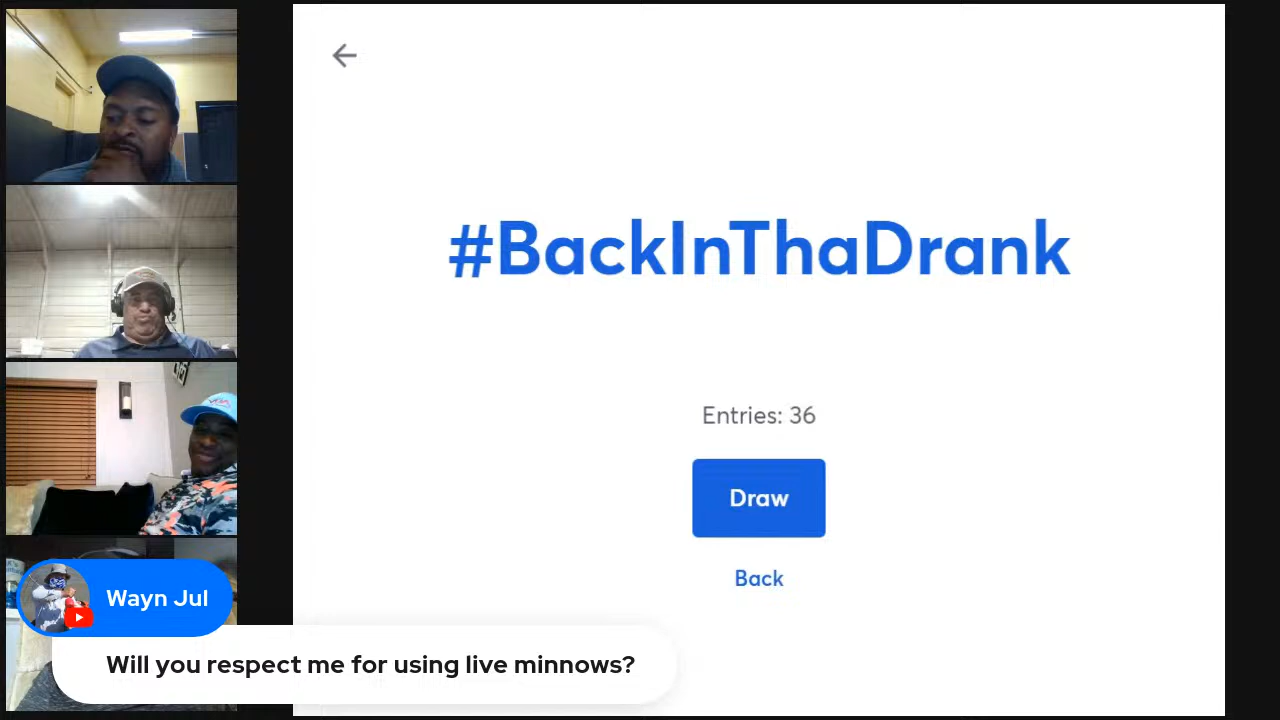 #BackInThaDrank
Entries: 36
Draw
Back
Wayn Jul
Will you respect me for using live minnows?